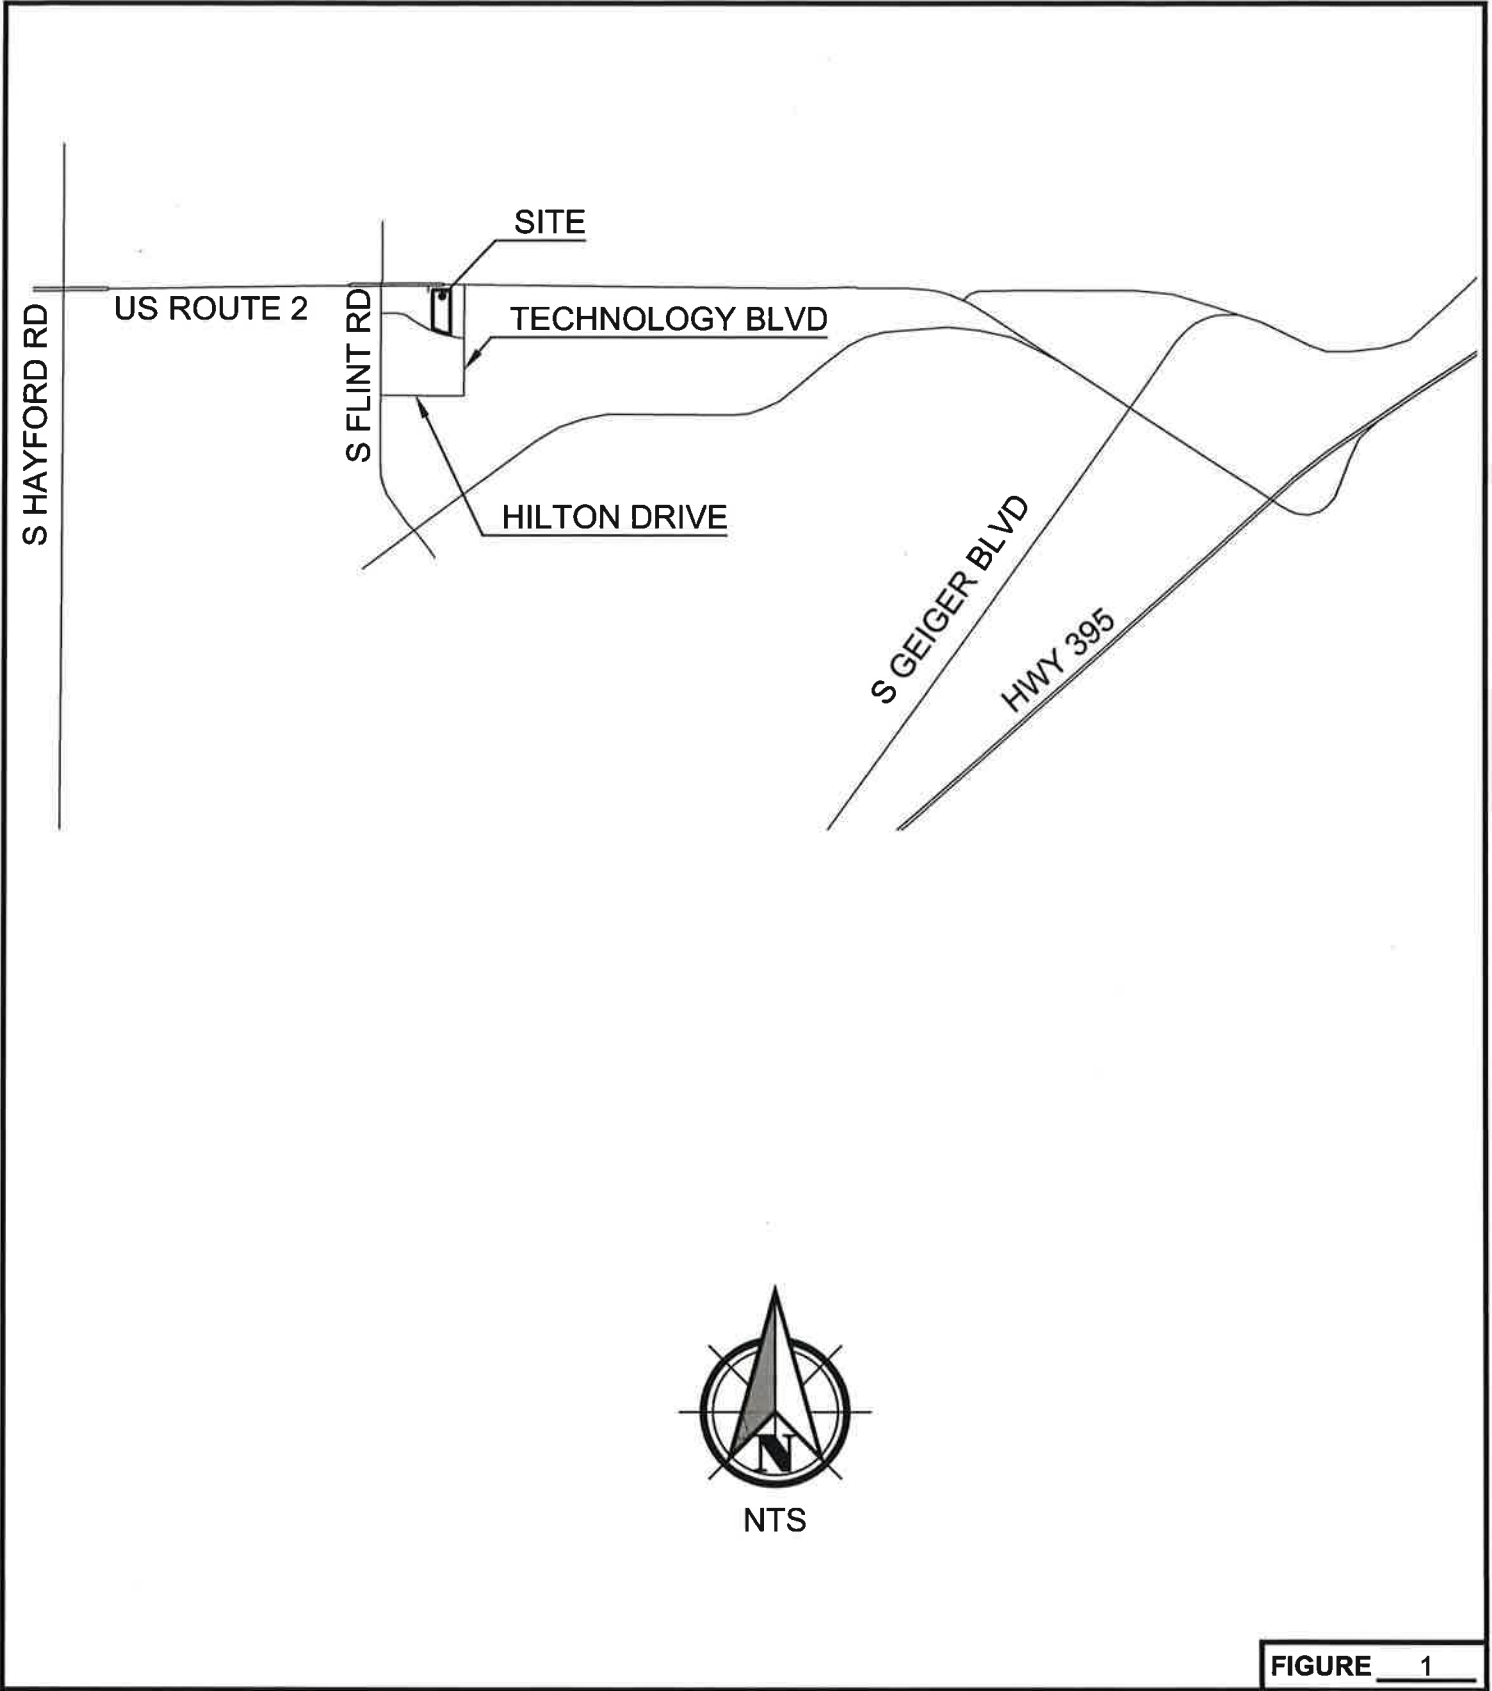 SITE
US ROUTE 2
TECHNOLOGY BLVD
S HAYFORD RD
S FLINT RD
HILTON DRIVE
S GEIGER BLVD
HWY 395
N
NTS
FIGURE 1